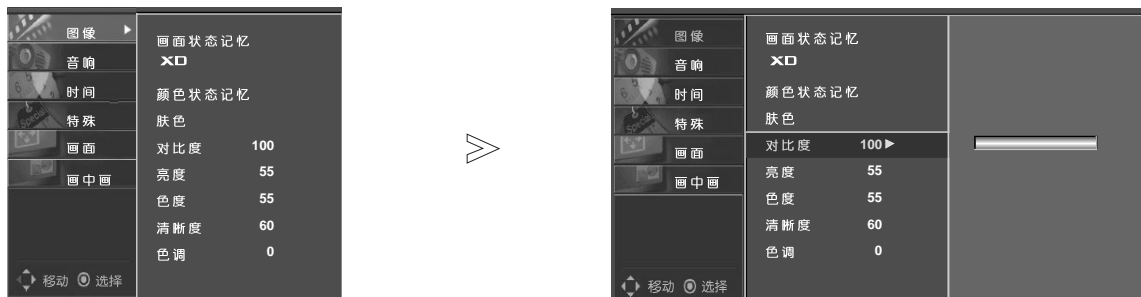 图像
音响
时间
特殊
画面
画中画
移动 选择
画面状态记忆
XD
颜色状态记忆
肤色
对比度 100
亮度 55
色度 55
清晰度 60
色调 0
图像
音响
时间
特殊
画面
画中画
移动 选择
画面状态记忆
XD
颜色状态记忆
肤色
对比度 100
亮度 55
色度 55
清晰度 60
色调 0